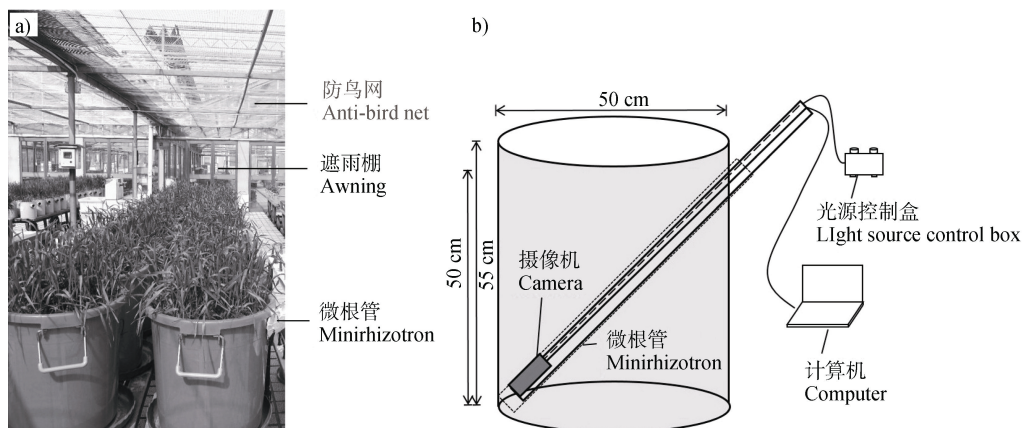 a)
防鸟网
Anti-bird net
遮雨棚
Awning
微根管
Minirhizotron
b)
50 cm
50 cm
55 cm
摄像机
Camera
微根管
Minirhizotron
光源控制盒
LIght source control box
计算机
Computer